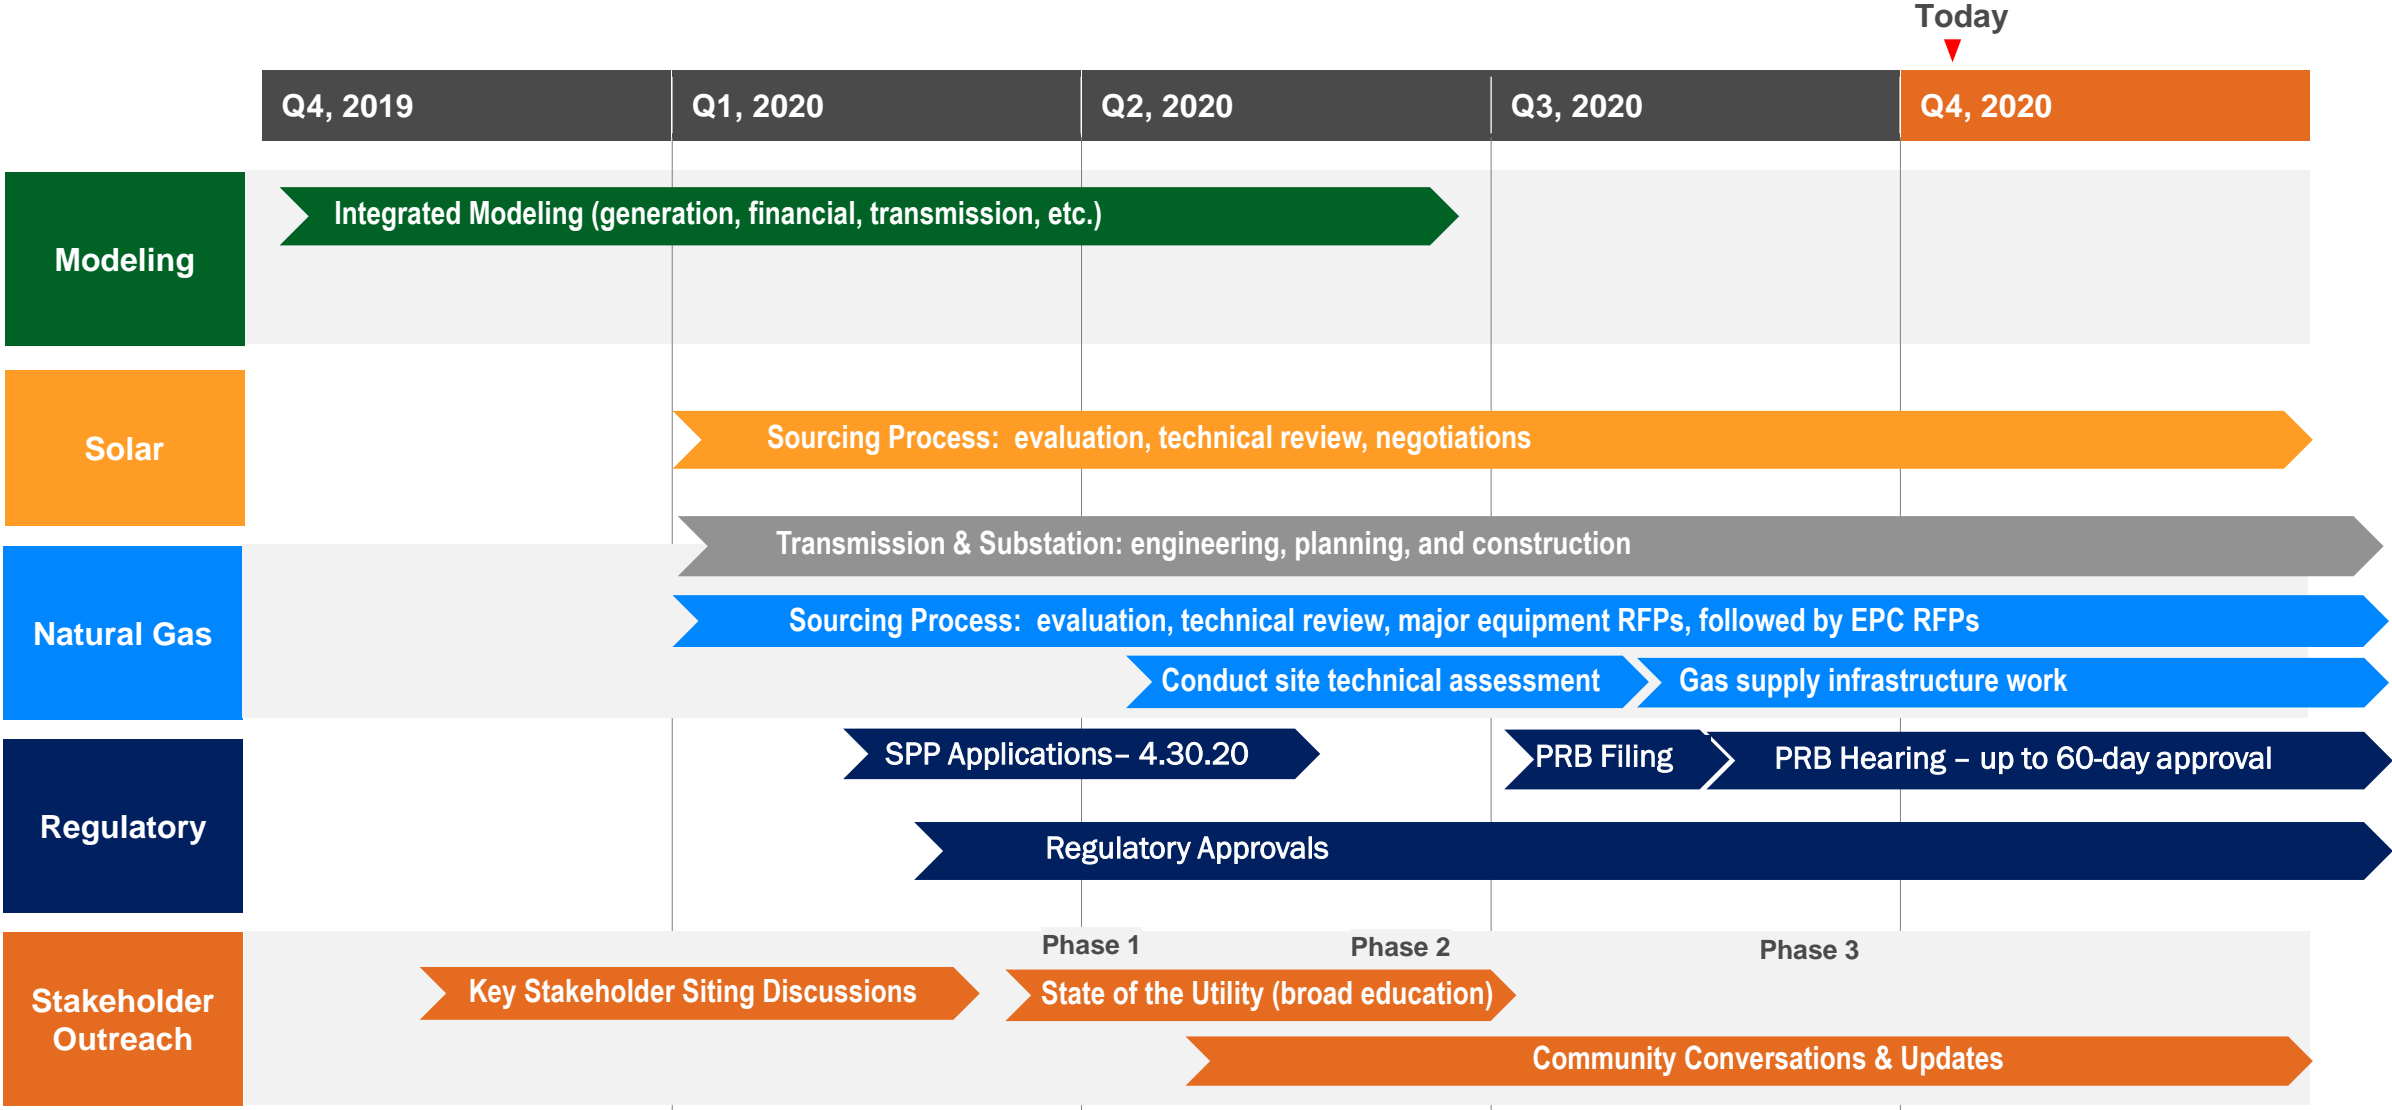 Today
Q4, 2019
Q1, 2020
Q2, 2020
Q3, 2020
Q4, 2020
Modeling
Integrated Modeling (generation, financial, transmission, etc.)
Solar
Sourcing Process:  evaluation, technical review, negotiations
Transmission & Substation: engineering, planning, and construction
Natural Gas
Sourcing Process:  evaluation, technical review, major equipment RFPs, followed by EPC RFPs
Conduct site technical assessment
Gas supply infrastructure work
Regulatory
SPP Applications– 4.30.20
PRB Filing
PRB Hearing – up to 60-day approval
Regulatory Approvals
Stakeholder
Outreach
Phase 1
Phase 2
Phase 3
Key Stakeholder Siting Discussions
State of the Utility (broad education)
Community Conversations & Updates